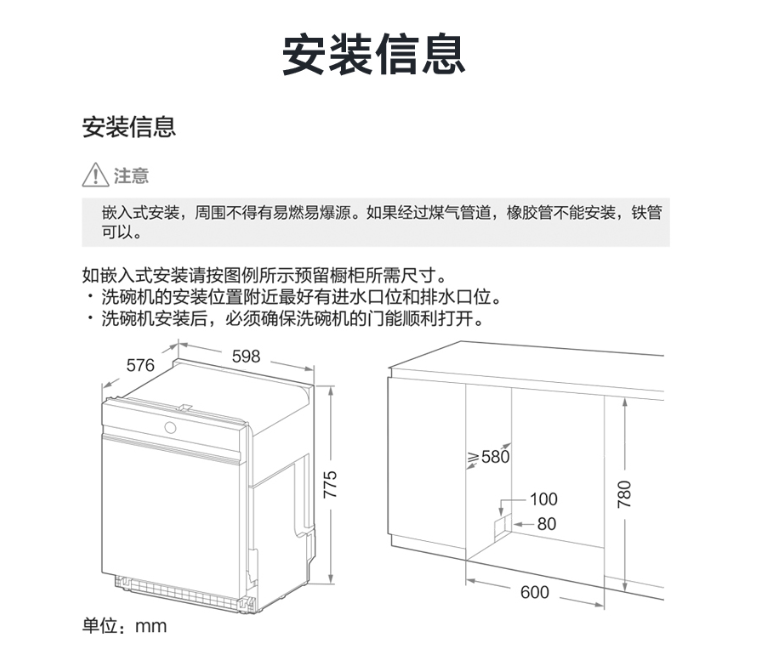 安装信息
安装信息
注意
嵌入式安装，周围不得有易燃易爆源。如果经过煤气管道，橡胶管不能安装，铁管
可以。
如嵌入式安装请按图例所示预留橱柜所需尺寸。
·洗碗机的安装位置附近最好有进水口位和排水口位。
·洗碗机安装后，必须确保洗碗机的门能顺利打开。
576
598
775
≥580
100
80
780
600
单位：mm